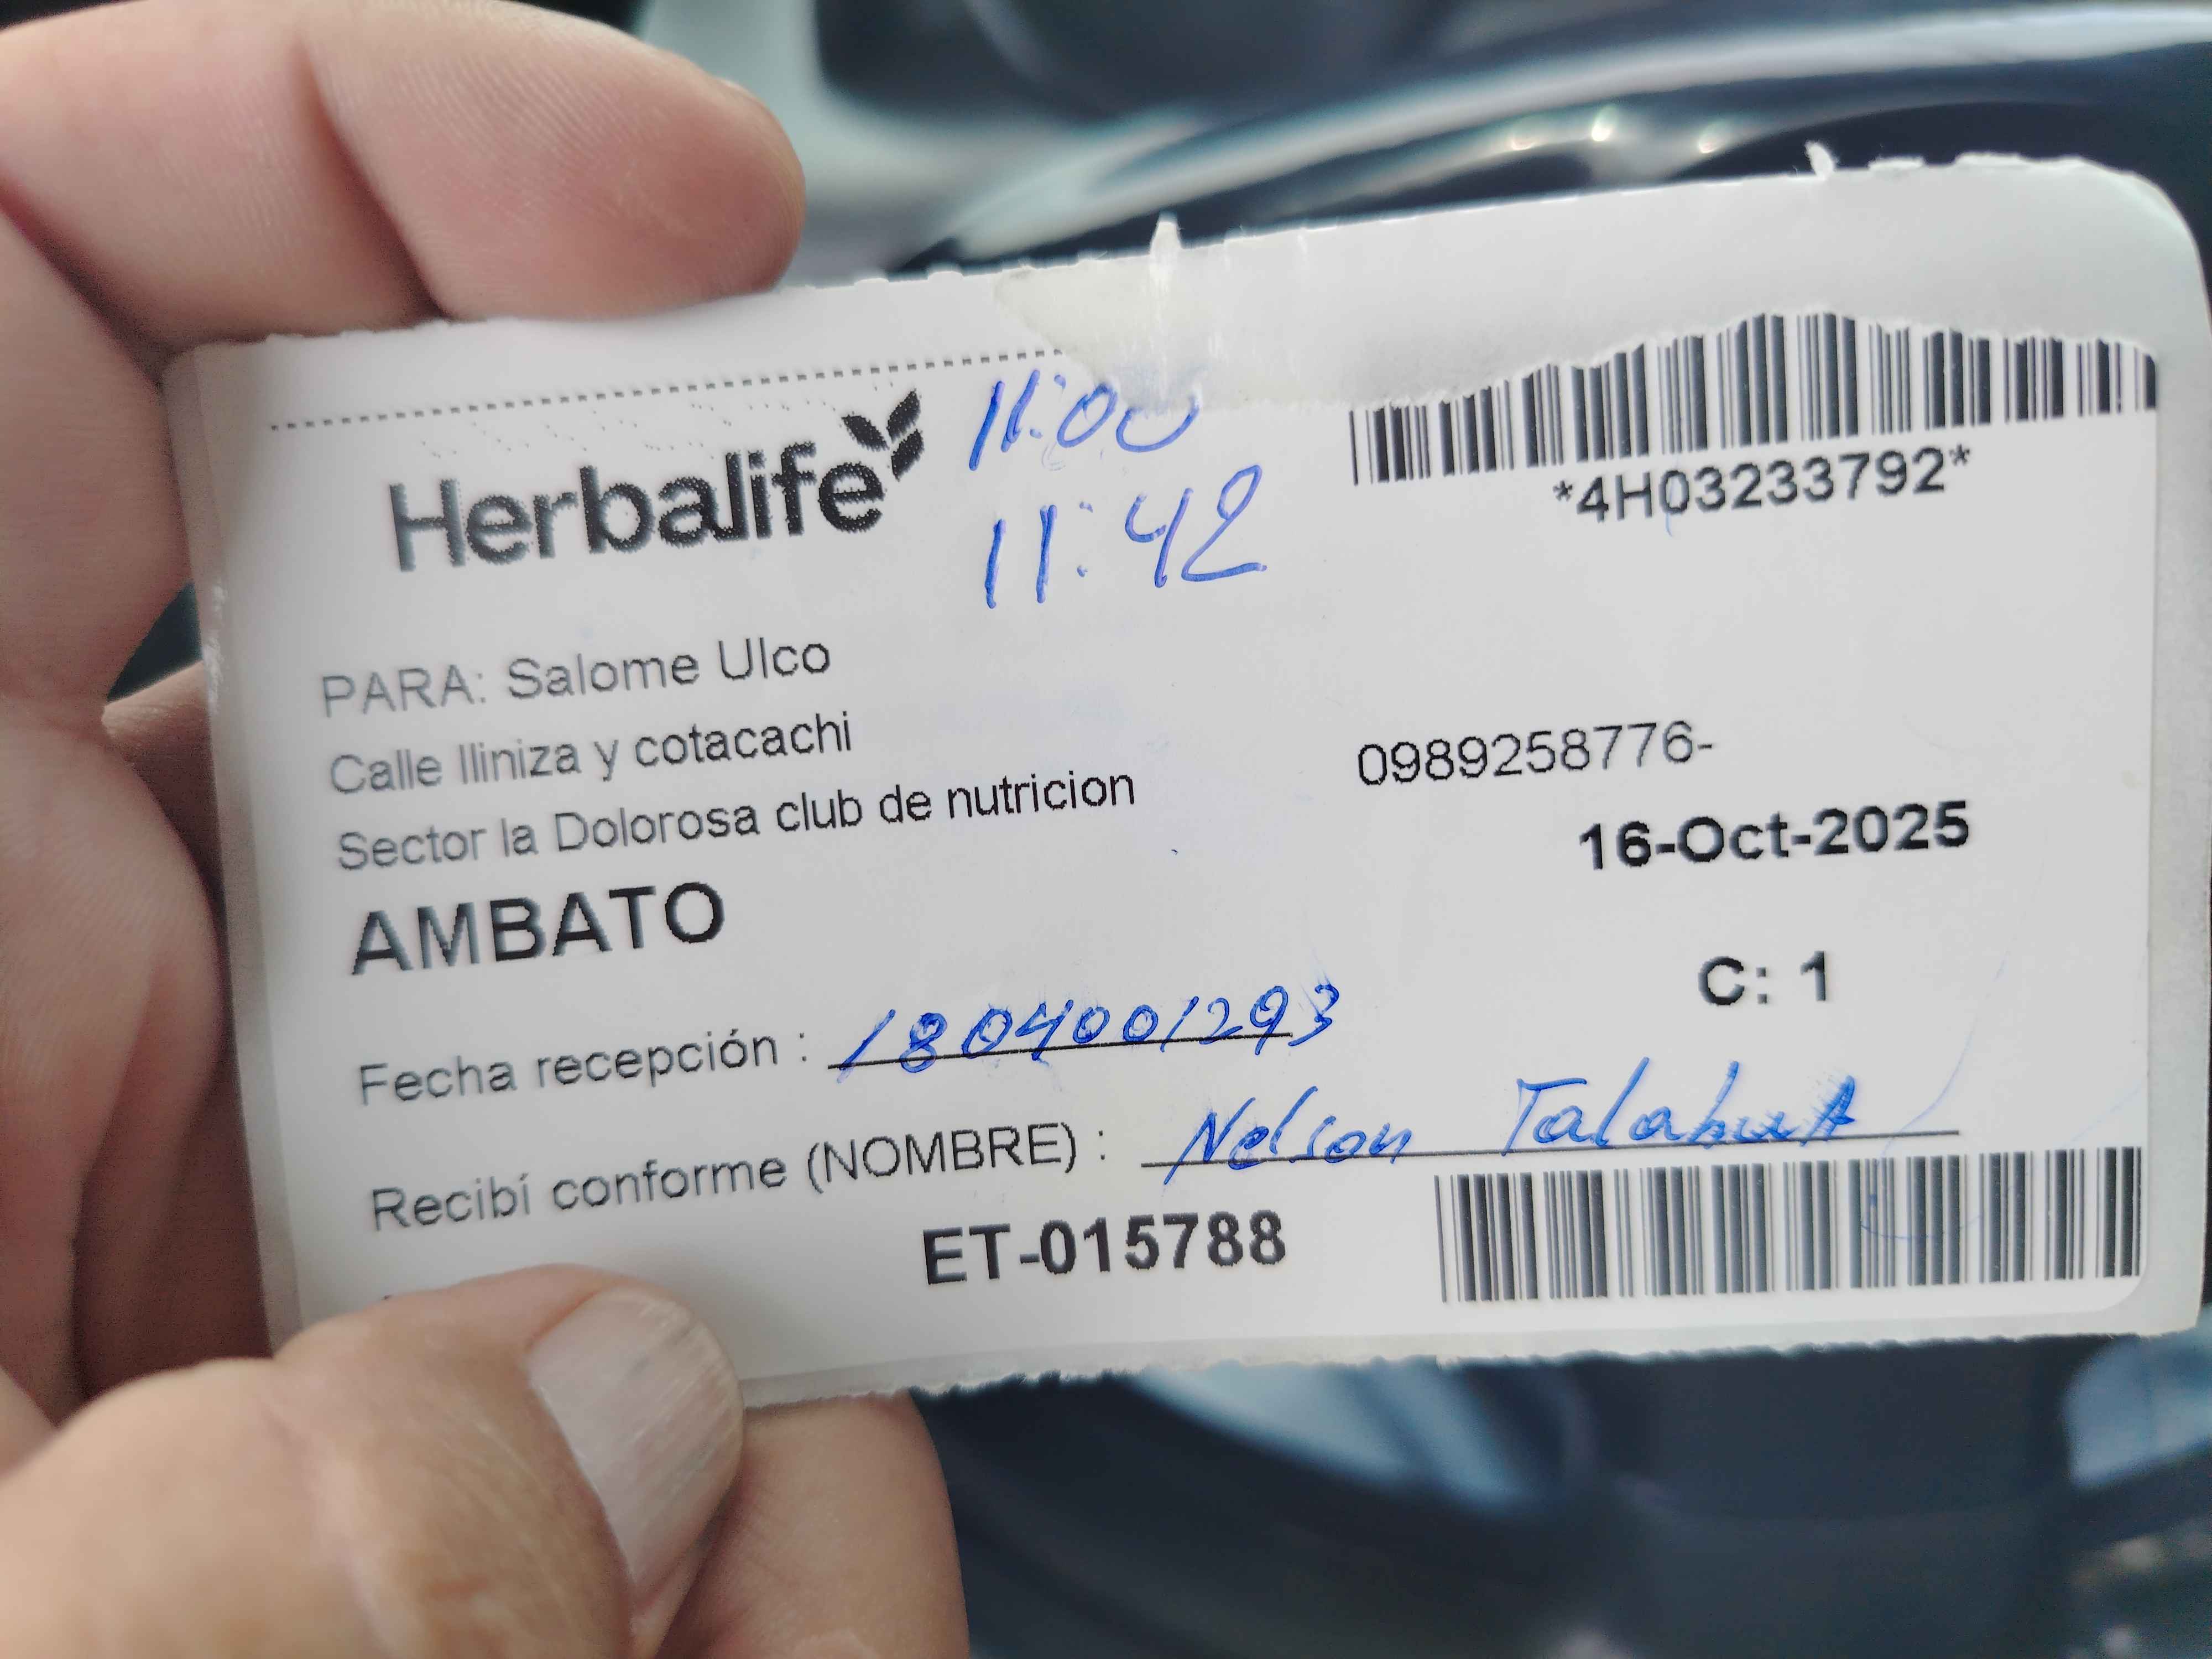 Herbalife
11:00
11:42
*4H03233792*
PARA: Salome Ulco
Calle Iliniza y cotacachi
0989258776-
Sector la Dolorosa club de nutricion
16-Oct-2025
AMBATO
C: 1
Fecha recepción : 1804001293
Recibí conforme (NOMBRE) : Nelson
ET-015788